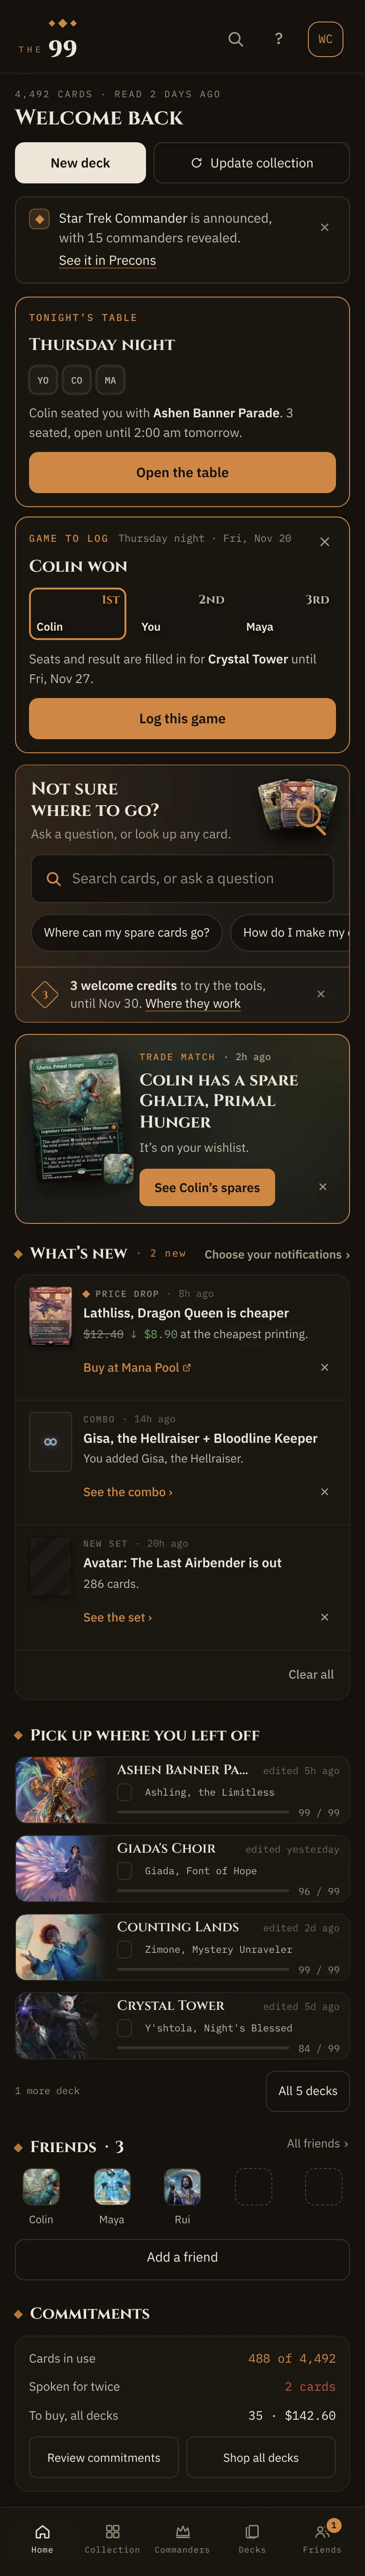 THE 99
?
WC
4,492 CARDS · READ 2 DAYS AGO
WELCOME BACK
New deck
Update collection
Star Trek Commander is announced,
with 15 commanders revealed.
See it in Precons
TONIGHT'S TABLE
THURSDAY NIGHT
YO CO MA
Colin seated you with Ashen Banner Parade. 3
seated, open until 2:00 am tomorrow.
Open the table
GAME TO LOG Thursday night · Fri, Nov 20
COLIN WON
1ST 2ND 3RD
Colin You Maya
Seats and result are filled in for Crystal Tower until
Fri, Nov 27.
Log this game
NOT SURE
WHERE TO GO?
Ask a question, or look up any card.
Search cards, or ask a question
Where can my spare cards go? How do I make my
3
3 welcome credits to try the tools,
until Nov 30. Where they work
Ghalta, Primal Hunger
Legendary Creature — Elder Dinosaur
Trample
TRADE MATCH · 2h ago
COLIN HAS A SPARE
GHALTA, PRIMAL
HUNGER
It's on your wishlist.
See Colin's spares
WHAT'S NEW · 2 new Choose your notifications ›
PRICE DROP · 8h ago
Lathliss, Dragon Queen is cheaper
$12.40 ↓ $8.90 at the cheapest printing.
Buy at Mana Pool
COMBO · 14h ago
Gisa, the Hellraiser + Bloodline Keeper
You added Gisa, the Hellraiser.
See the combo ›
NEW SET · 20h ago
Avatar: The Last Airbender is out
286 cards.
See the set ›
Clear all
PICK UP WHERE YOU LEFT OFF
ASHEN BANNER PA... edited 5h ago
Ashling, the Limitless
99 / 99
GIADA'S CHOIR edited yesterday
Giada, Font of Hope
96 / 99
COUNTING LANDS edited 2d ago
Zimone, Mystery Unraveler
99 / 99
CRYSTAL TOWER edited 5d ago
Y'shtola, Night's Blessed
84 / 99
1 more deck
All 5 decks
FRIENDS · 3 All friends ›
Colin Maya Rui
Add a friend
COMMITMENTS
Cards in use 488 of 4,492
Spoken for twice 2 cards
To buy, all decks 35 · $142.60
Review commitments Shop all decks
1
Home Collection Commanders Decks Friends